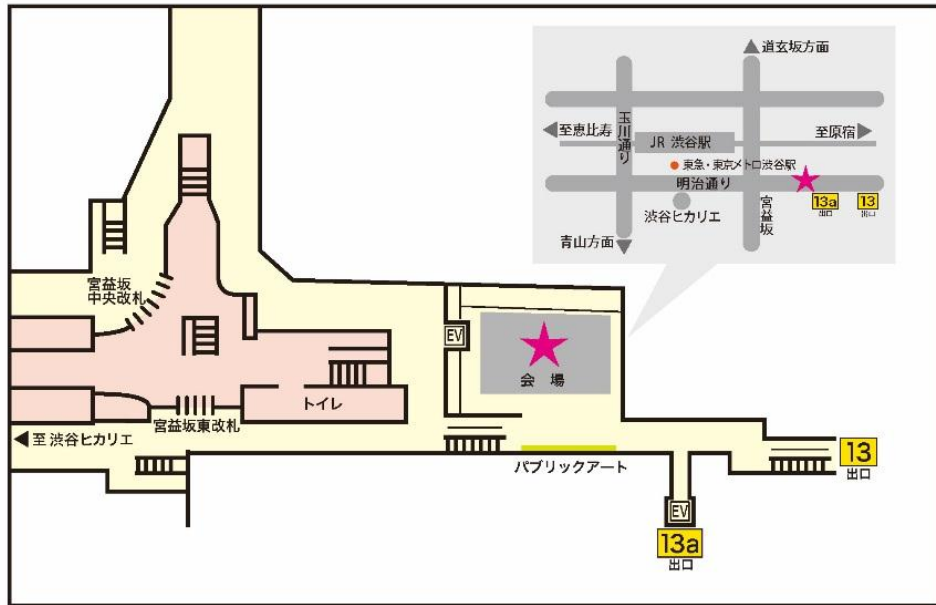 道玄坂方面
玉川通り
至恵比寿
JR 渋谷駅
至原宿
東急・東京メトロ渋谷駅
明治通り
13a
出口
13
出口
渋谷ヒカリエ
宮益坂
青山方面
宮益坂
中央改札
EV
会場
トイレ
宮益坂東改札
至 渋谷ヒカリエ
パブリックアート
13
出口
EV
13a
出口